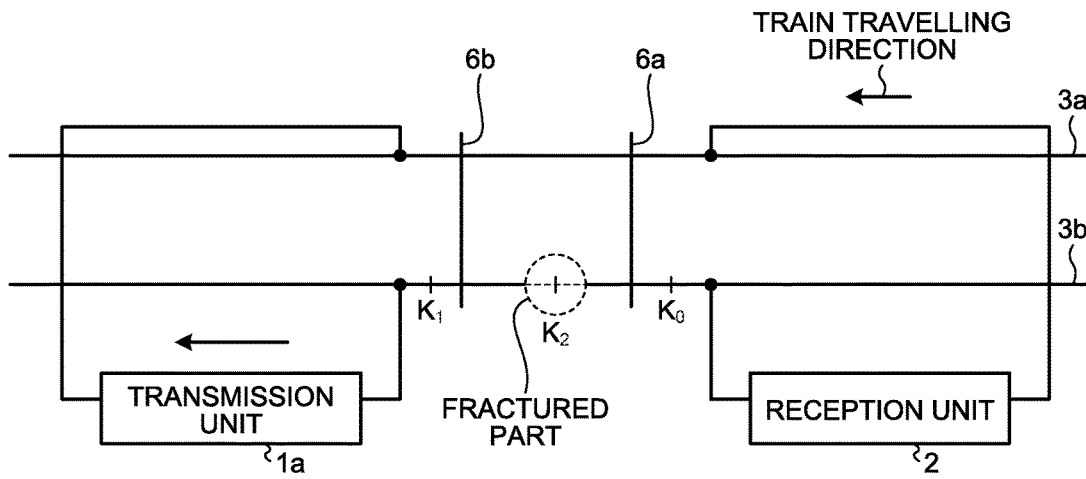 TRAIN TRAVELLING
DIRECTION
6b
6a
3a
3b
K₁
K₂
K₀
TRANSMISSION
UNIT
1a
FRACTURED
PART
RECEPTION UNIT
2